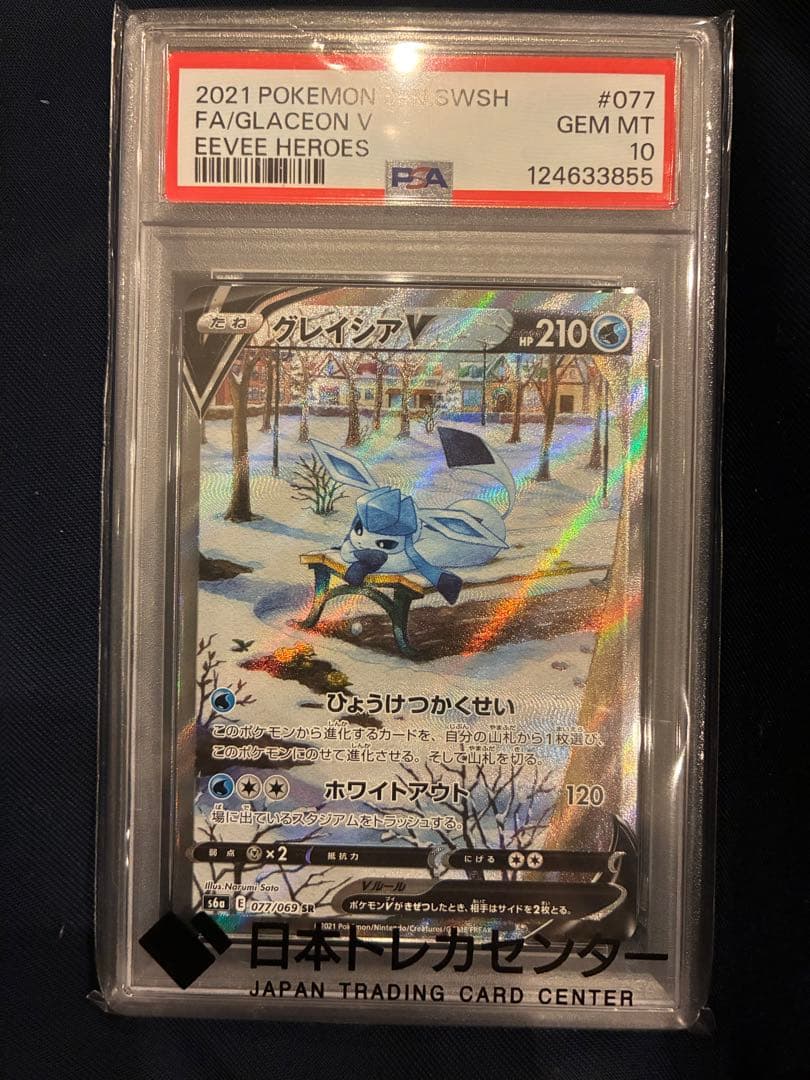 2021 POKEMON SWSH #077
FA/GLACEON V GEM MT
EEVEE HEROES 10
PSA 124633855
たね グレイシアV HP 210
ひょうけつかくせい
このポケモンから進化するカードを、自分の山札から1枚選び、
このポケモンにのせて進化させる。そして山札を切る。
ホワイトアウト 120
場に出ているスタジアムをトラッシュする。
弱点 ×2 抵抗力 にげる
Illus. Narumi Sato
Vルール
s6a E 077/069 SR
ポケモンVがきぜつしたとき、相手はサイドを2枚とる。
2021 Pokémon/Nintendo/Creatures/GAME FREAK
日本トレカセンター
JAPAN TRADING CARD CENTER